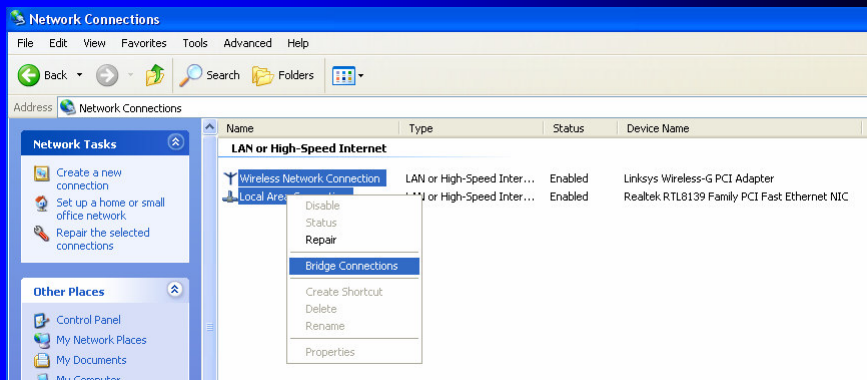 Network Connections
File Edit View Favorites Tools Advanced Help
Back Search Folders
Address Network Connections
Network Tasks
Create a new
connection
Set up a home or small
office network
Repair the selected
connections
Other Places
Control Panel
My Network Places
My Documents
My Computer
Name Type Status Device Name
LAN or High-Speed Internet
Wireless Network Connection LAN or High-Speed Inter... Enabled Linksys Wireless-G PCI Adapter
Local Area LAN or High-Speed Inter... Enabled Realtek RTL8139 Family PCI Fast Ethernet NIC
Disable
Status
Repair
Bridge Connections
Create Shortcut
Delete
Rename
Properties